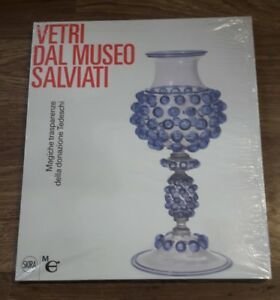 VETRI
DAL MUSEO
SALVIATI
Magiche trasparenze
della donazione Tedeschi
SKIRA
M